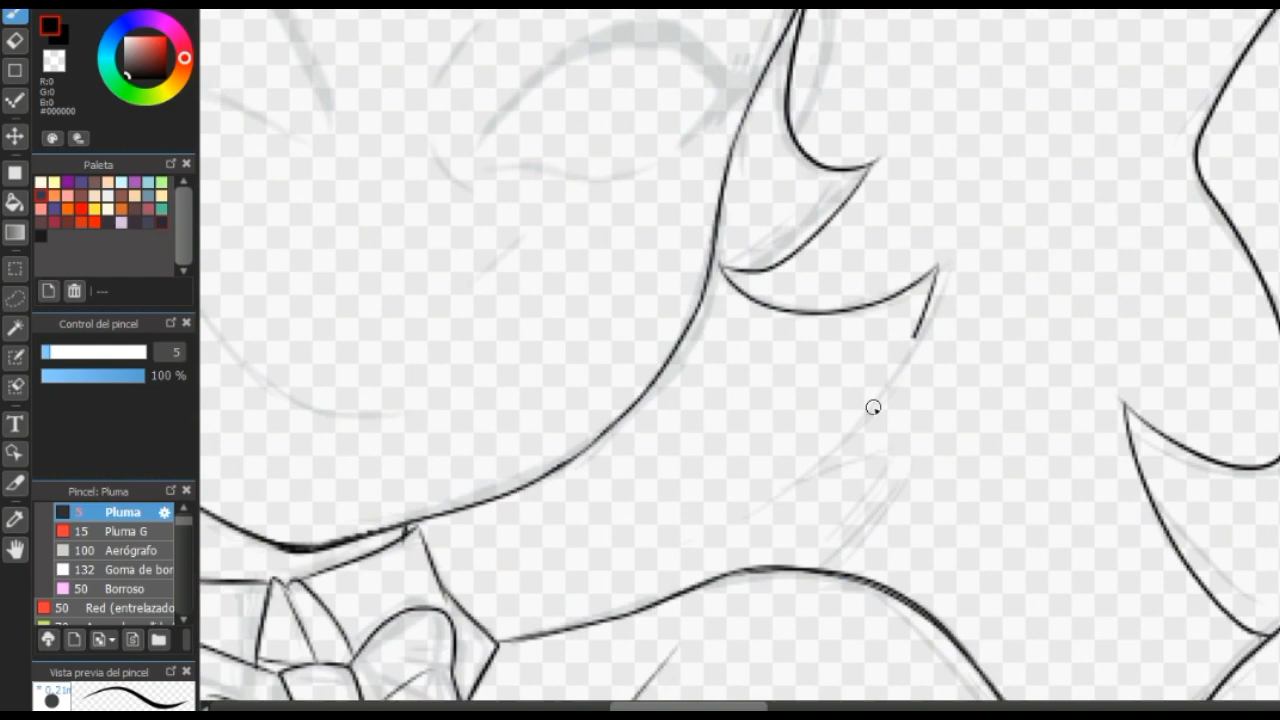 R:0
G:0
B:0
#000000
Paleta
---
Control del pincel
5
100 %
Pincel: Pluma
5 Pluma
15 Pluma G
100 Aerógrafo
132 Goma de bor
50 Borroso
50 Red (entrelazado
Vista previa del pincel
T